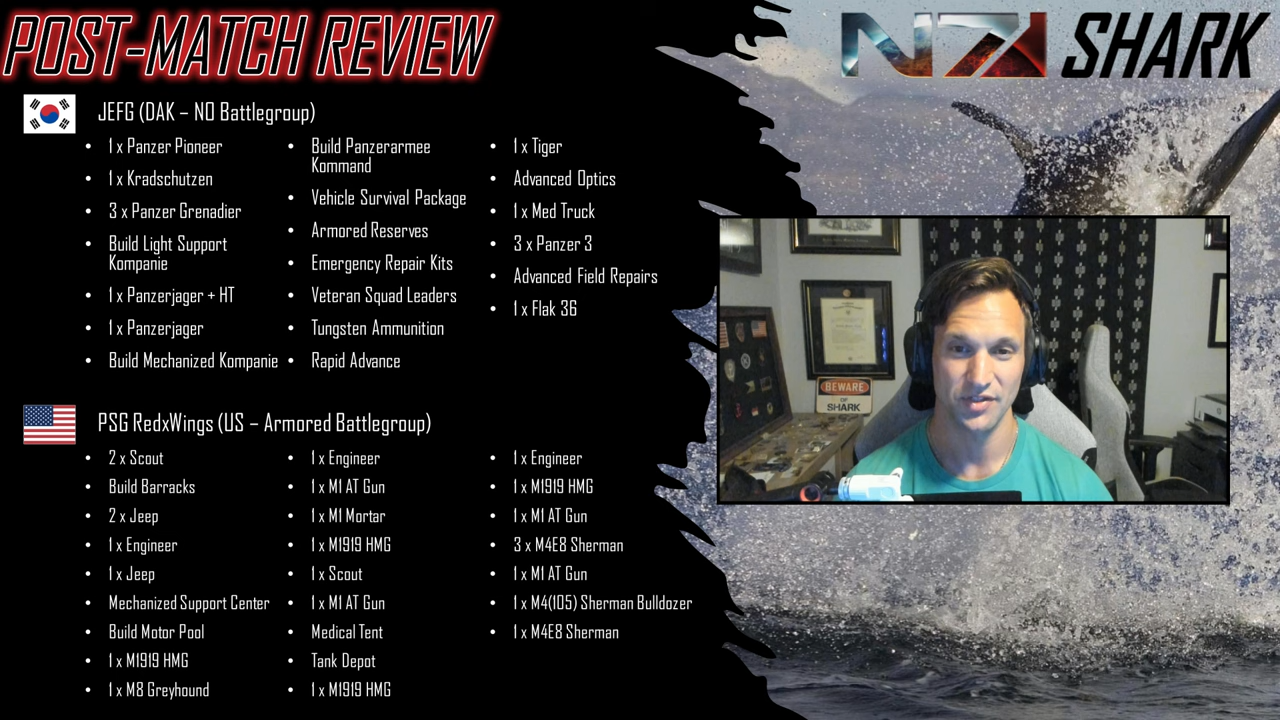 POST-MATCH REVIEW
N7 SHARK
JEFG (DAK – NO Battlegroup)
1 x Panzer Pioneer
1 x Kradschutzen
3 x Panzer Grenadier
Build Light Support
Kompanie
1 x Panzerjager + HT
1 x Panzerjager
Build Mechanized Kompanie
Build Panzerarmee
Kommand
Vehicle Survival Package
Armored Reserves
Emergency Repair Kits
Veteran Squad Leaders
Tungsten Ammunition
Rapid Advance
1 x Tiger
Advanced Optics
1 x Med Truck
3 x Panzer 3
Advanced Field Repairs
1 x Flak 36
BEWARE
OF
SHARK
PSG RedxWings (US – Armored Battlegroup)
2 x Scout
Build Barracks
2 x Jeep
1 x Engineer
1 x Jeep
Mechanized Support Center
Build Motor Pool
1 x M1919 HMG
1 x M8 Greyhound
1 x Engineer
1 x M1 AT Gun
1 x M1 Mortar
1 x M1919 HMG
1 x Scout
1 x M1 AT Gun
Medical Tent
Tank Depot
1 x M1919 HMG
1 x Engineer
1 x M1919 HMG
1 x M1 AT Gun
3 x M4E8 Sherman
1 x M1 AT Gun
1 x M4(105) Sherman Bulldozer
1 x M4E8 Sherman